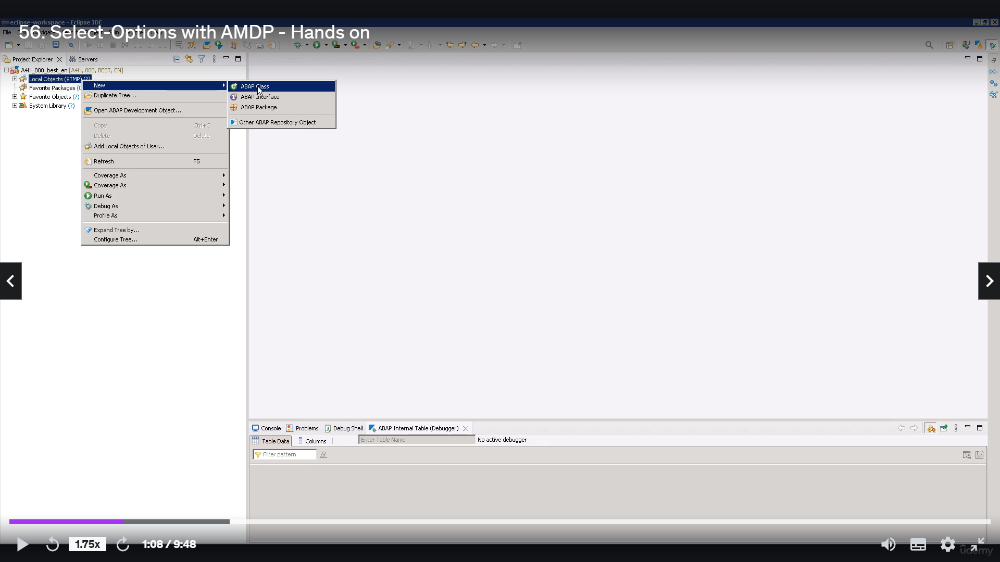 eclipse-workspace - Eclipse IDE
56. Select-Options with AMDP - Hands on
File
Project Explorer
Servers
A4H_800_best_en [A4H, 800, BEST, EN]
Local Objects ($TMP) (?)
Favorite Packages (
Favorite Objects (?)
System Library (?)
New
Duplicate Tree...
Open ABAP Development Object...
Copy Ctrl+C
Delete Delete
Add Local Objects of User...
Refresh F5
Coverage As
Coverage As
Run As
Debug As
Profile As
Expand Tree by...
Configure Tree... Alt+Enter
ABAP Class
ABAP Interface
ABAP Package
Other ABAP Repository Object
Console
Problems
Debug Shell
ABAP Internal Table (Debugger)
Table Data
Columns
Enter Table Name
No active debugger
Filter pattern
1.75x
1:08 / 9:48
udemy